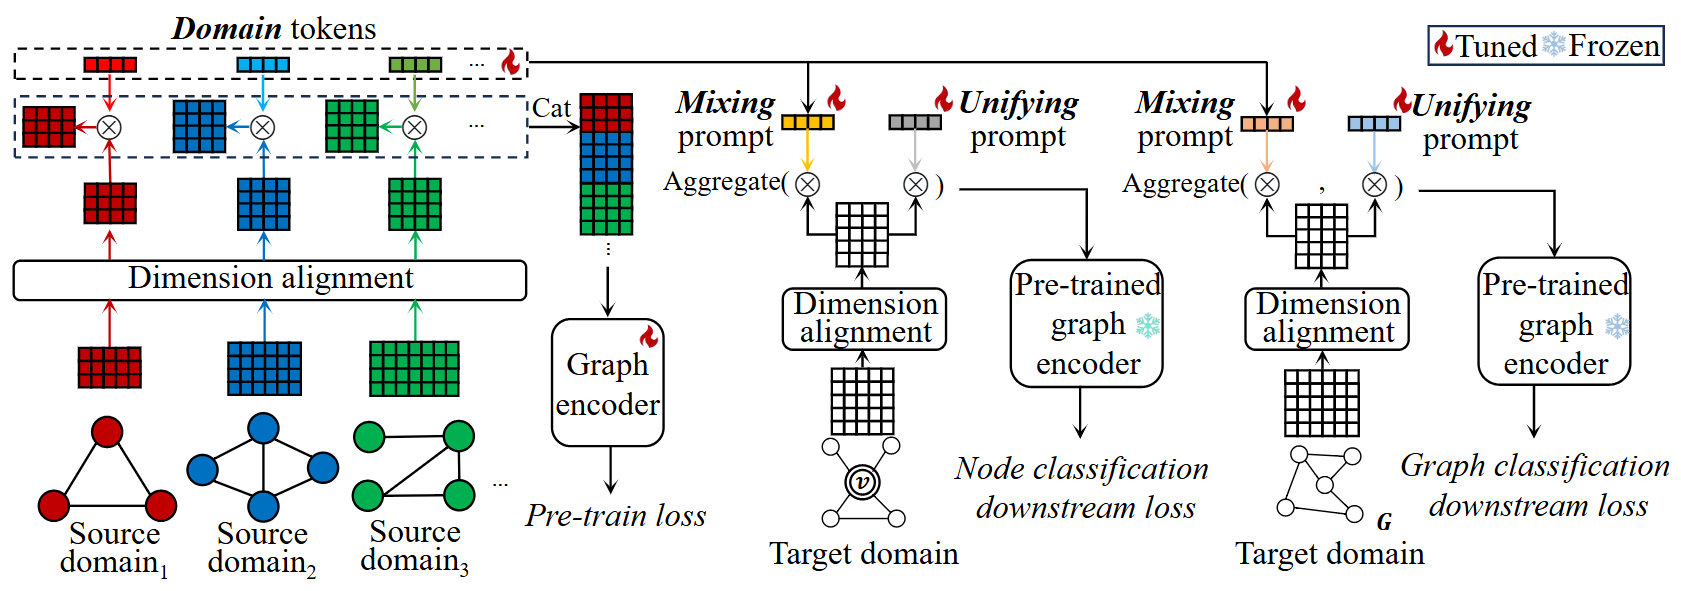 Domain tokens
...
Tuned Frozen
Mixing
prompt
Unifying
prompt
Mixing
prompt
Unifying
prompt
...
Cat
Aggregate( )
Aggregate( , )
Dimension alignment
...
Graph
encoder
Pre-train loss
Dimension
alignment
Pre-trained
graph
encoder
Dimension
alignment
Pre-trained
graph
encoder
Source
domain1
Source
domain2
Source
domain3
...
v
Target domain
Node classification
downstream loss
G
Target domain
Graph classification
downstream loss